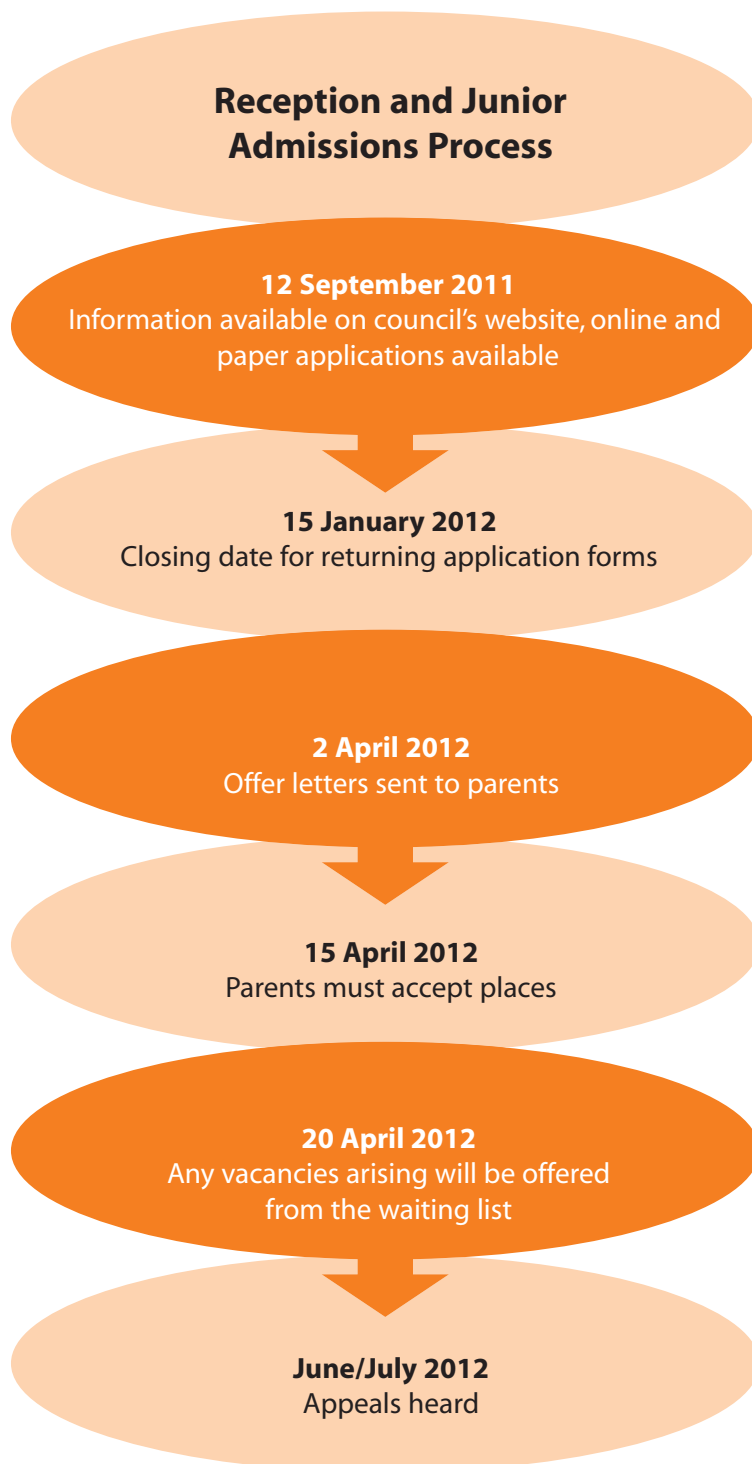 Reception and Junior
Admissions Process
12 September 2011
Information available on council’s website, online and
paper applications available
15 January 2012
Closing date for returning application forms
2 April 2012
Offer letters sent to parents
15 April 2012
Parents must accept places
20 April 2012
Any vacancies arising will be offered
from the waiting list
June/July 2012
Appeals heard